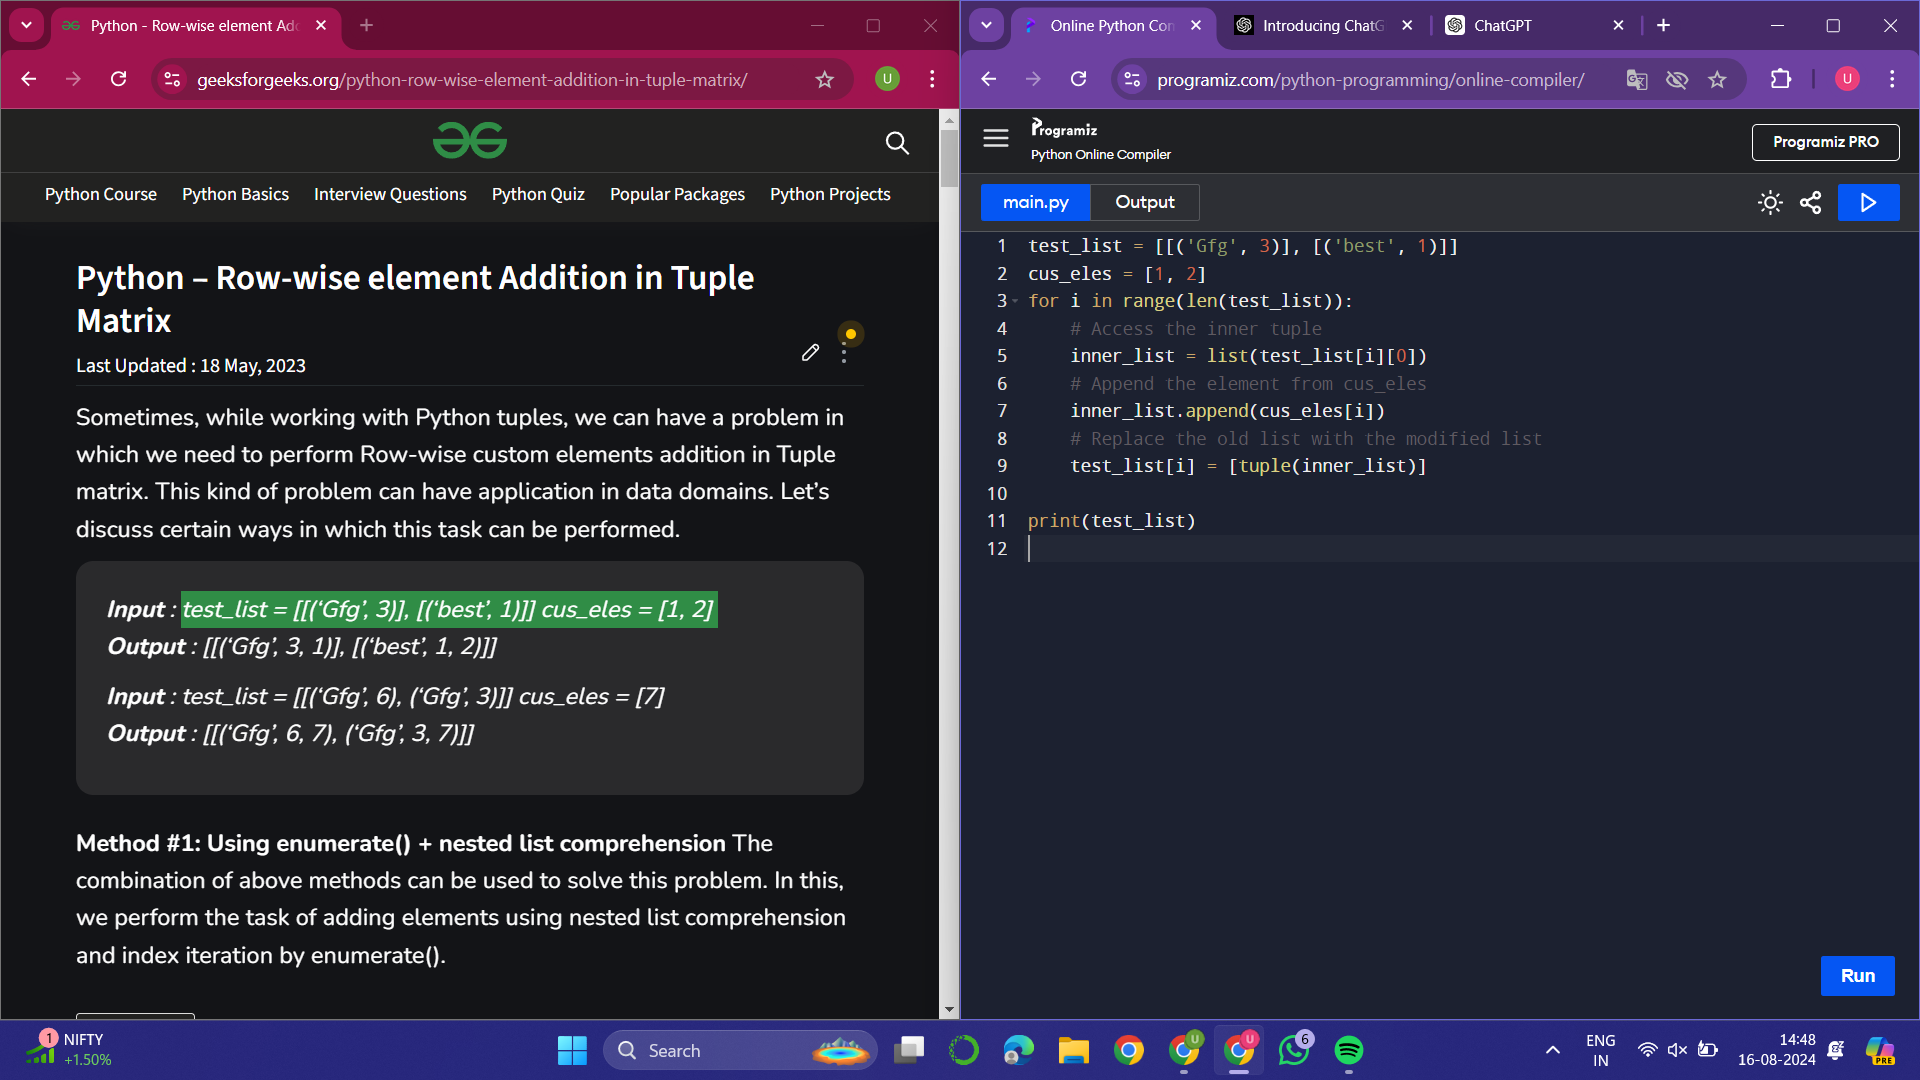 Python - Row-wise element Adc
geeksforgeeks.org/python-row-wise-element-addition-in-tuple-matrix/
U
Python Course Python Basics Interview Questions Python Quiz Popular Packages Python Projects
Python – Row-wise element Addition in Tuple
Matrix
Last Updated : 18 May, 2023
Sometimes, while working with Python tuples, we can have a problem in
which we need to perform Row-wise custom elements addition in Tuple
matrix. This kind of problem can have application in data domains. Let’s
discuss certain ways in which this task can be performed.
Input : test_list = [[(‘Gfg’, 3)], [(‘best’, 1)]] cus_eles = [1, 2]
Output : [[(‘Gfg’, 3, 1)], [(‘best’, 1, 2)]]
Input : test_list = [[(‘Gfg’, 6), (‘Gfg’, 3)]] cus_eles = [7]
Output : [[(‘Gfg’, 6, 7), (‘Gfg’, 3, 7)]]
Method #1: Using enumerate() + nested list comprehension The
combination of above methods can be used to solve this problem. In this,
we perform the task of adding elements using nested list comprehension
and index iteration by enumerate().
Online Python Con Introducing ChatG ChatGPT
programiz.com/python-programming/online-compiler/
U
Programiz
Python Online Compiler
Programiz PRO
main.py Output
1 test_list = [[('Gfg', 3)], [('best', 1)]]
2 cus_eles = [1, 2]
3 for i in range(len(test_list)):
4 # Access the inner tuple
5 inner_list = list(test_list[i][0])
6 # Append the element from cus_eles
7 inner_list.append(cus_eles[i])
8 # Replace the old list with the modified list
9 test_list[i] = [tuple(inner_list)]
10
11 print(test_list)
12
Run
1 NIFTY
+1.50%
Search
U
U
6
ENG
IN
14:48
16-08-2024
PRE